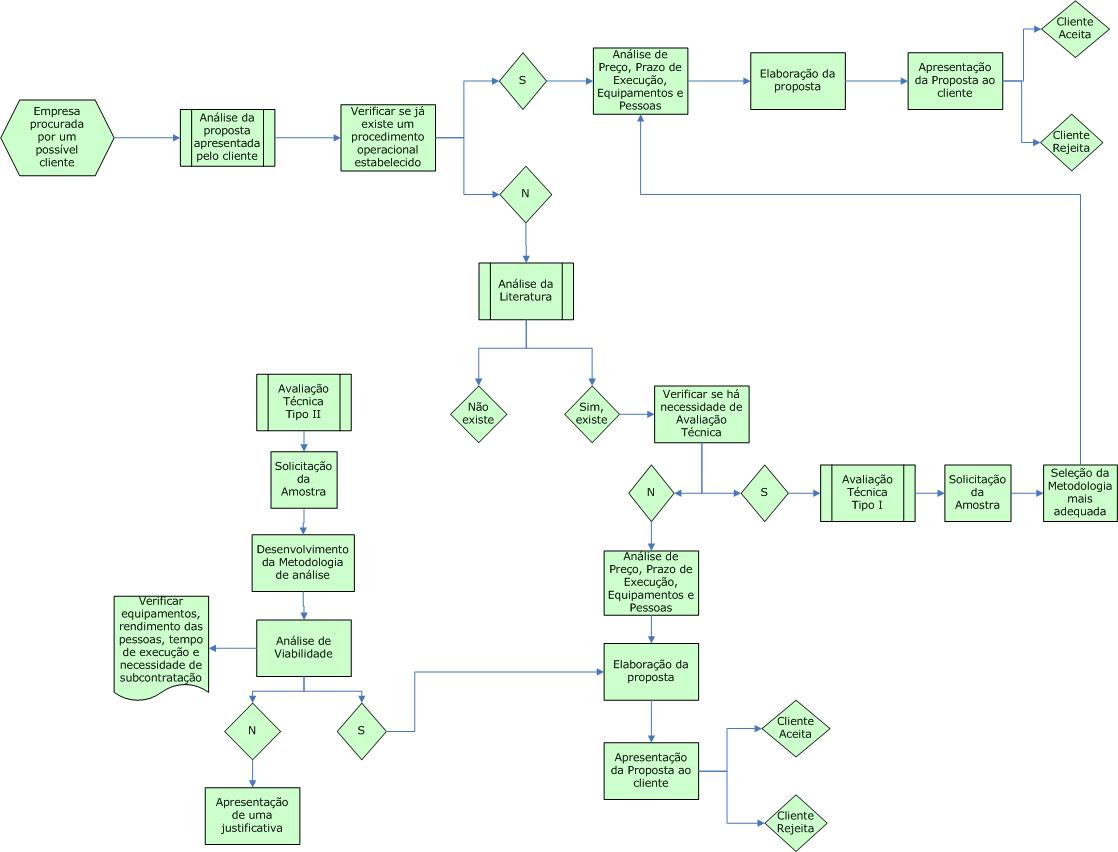 Empresa
procurada
por um
possível
cliente
Análise da
proposta
apresentada
pelo cliente
Verificar se já
existe um
procedimento
operacional
estabelecido
S
Análise de
Preço, Prazo de
Execução,
Equipamentos e
Pessoas
Elaboração da
proposta
Apresentação
da Proposta ao
cliente
Cliente
Aceita
Cliente
Rejeita
N
Análise da
Literatura
Não
existe
Sim,
existe
Verificar se há
necessidade de
Avaliação
Técnica
N
S
Avaliação
Técnica
Tipo I
Solicitação
da
Amostra
Seleção da
Metodologia
mais
adequada
Análise de
Preço, Prazo de
Execução,
Equipamentos e
Pessoas
Elaboração da
proposta
Apresentação
da Proposta ao
cliente
Cliente
Aceita
Cliente
Rejeita
Avaliação
Técnica
Tipo II
Solicitação
da
Amostra
Desenvolvimento
da Metodologia
de análise
Análise de
Viabilidade
Verificar
equipamentos,
rendimento das
pessoas, tempo
de execução e
necessidade de
subcontratação
N
S
Apresentação
de uma
justificativa